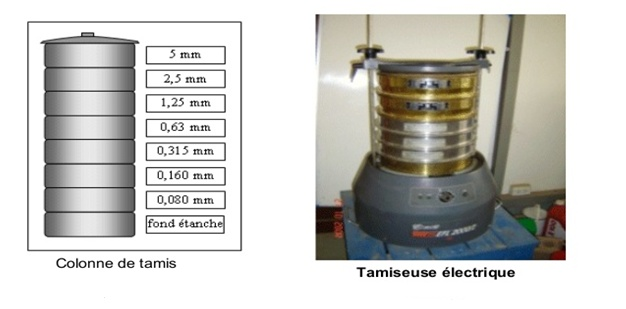 5 mm
2,5 mm
1,25 mm
0,63 mm
0,315 mm
0,160 mm
0,080 mm
fond étanche
Colonne de tamis
Tamiseuse électrique